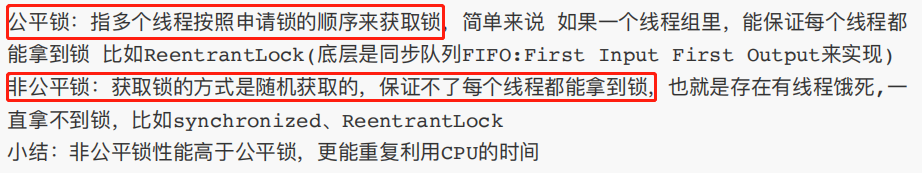 公平锁：指多个线程按照申请锁的顺序来获取锁，简单来说 如果一个线程组里，能保证每个线程都
能拿到锁 比如ReentrantLock(底层是同步队列FIFO:First Input First Output来实现)
非公平锁：获取锁的方式是随机获取的，保证不了每个线程都能拿到锁，也就是存在有线程饿死,一
直拿不到锁，比如synchronized、ReentrantLock
小结：非公平锁性能高于公平锁，更能重复利用CPU的时间